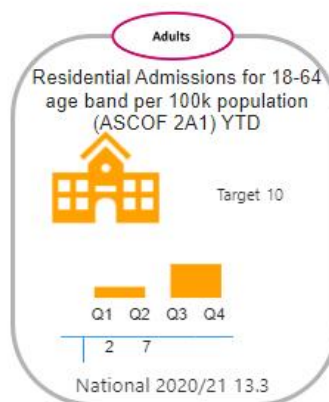 Adults
Residential Admissions for 18-64
age band per 100k population
(ASCOF 2A1) YTD
Target 10
Q1 Q2 Q3 Q4
2 7
National 2020/21 13.3